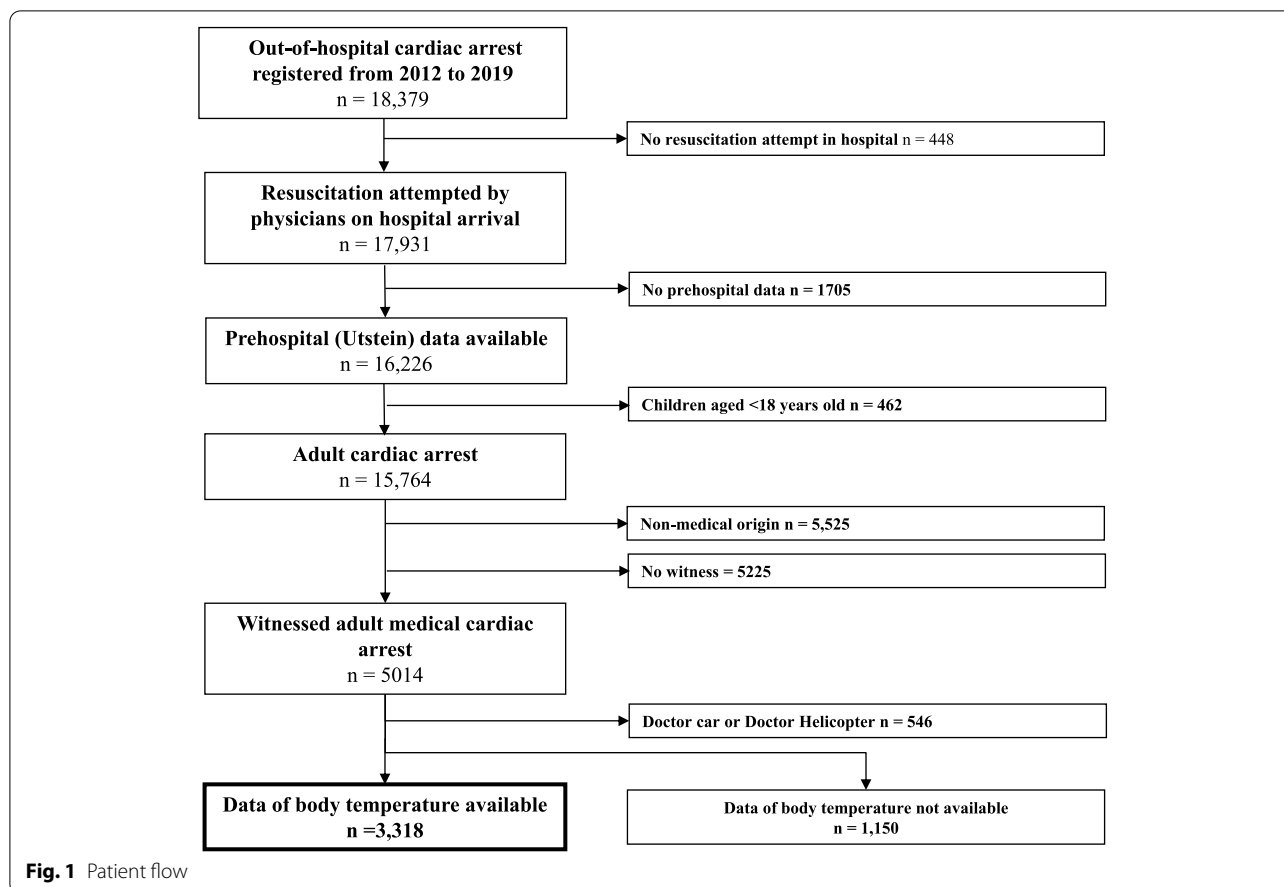 Out-of-hospital cardiac arrest
registered from 2012 to 2019
n = 18,379
No resuscitation attempt in hospital n = 448
Resuscitation attempted by
physicians on hospital arrival
n = 17,931
No prehospital data n = 1705
Prehospital (Utstein) data available
n = 16,226
Children aged <18 years old n = 462
Adult cardiac arrest
n = 15,764
Non-medical origin n = 5,525
No witness = 5225
Witnessed adult medical cardiac
arrest
n = 5014
Doctor car or Doctor Helicopter n = 546
Data of body temperature available
n =3,318
Data of body temperature not available
n = 1,150
Fig. 1 Patient flow